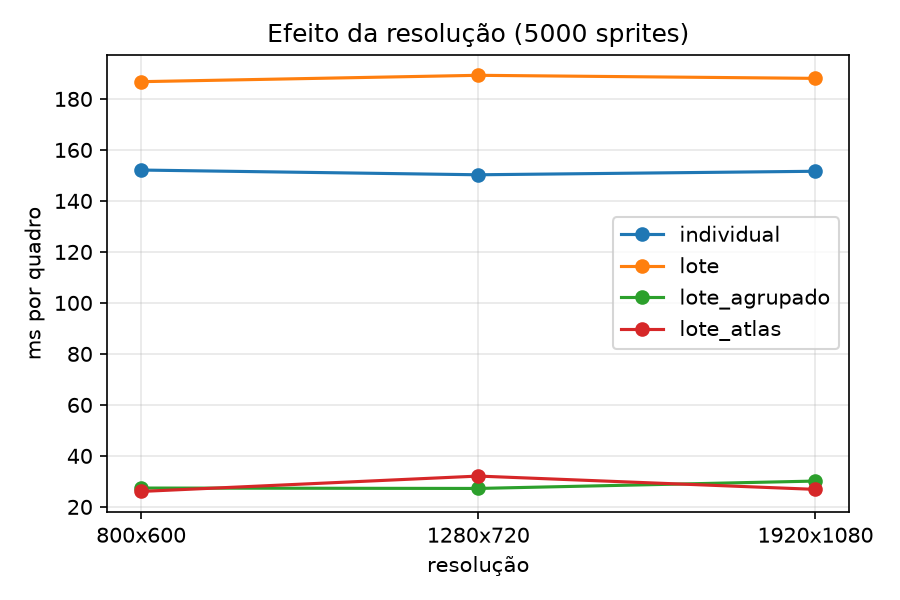 Efeito da resolução (5000 sprites)
ms por quadro
180
160
140
120
100
80
60
40
20
individual
lote
lote_agrupado
lote_atlas
800x600
1280x720
1920x1080
resolução